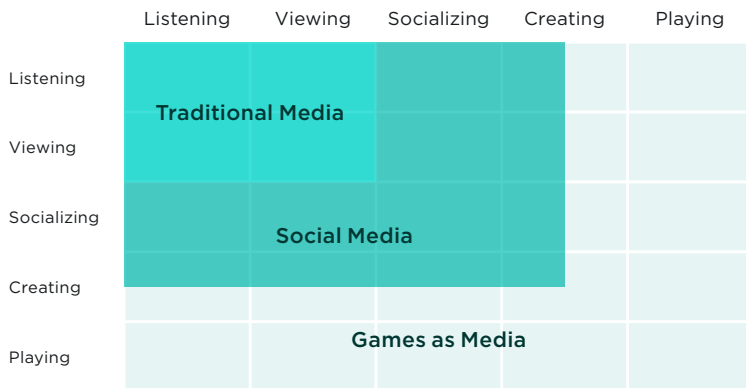 Listening Viewing Socializing Creating Playing
Listening
Traditional Media
Viewing
Socializing
Social Media
Creating
Games as Media
Playing